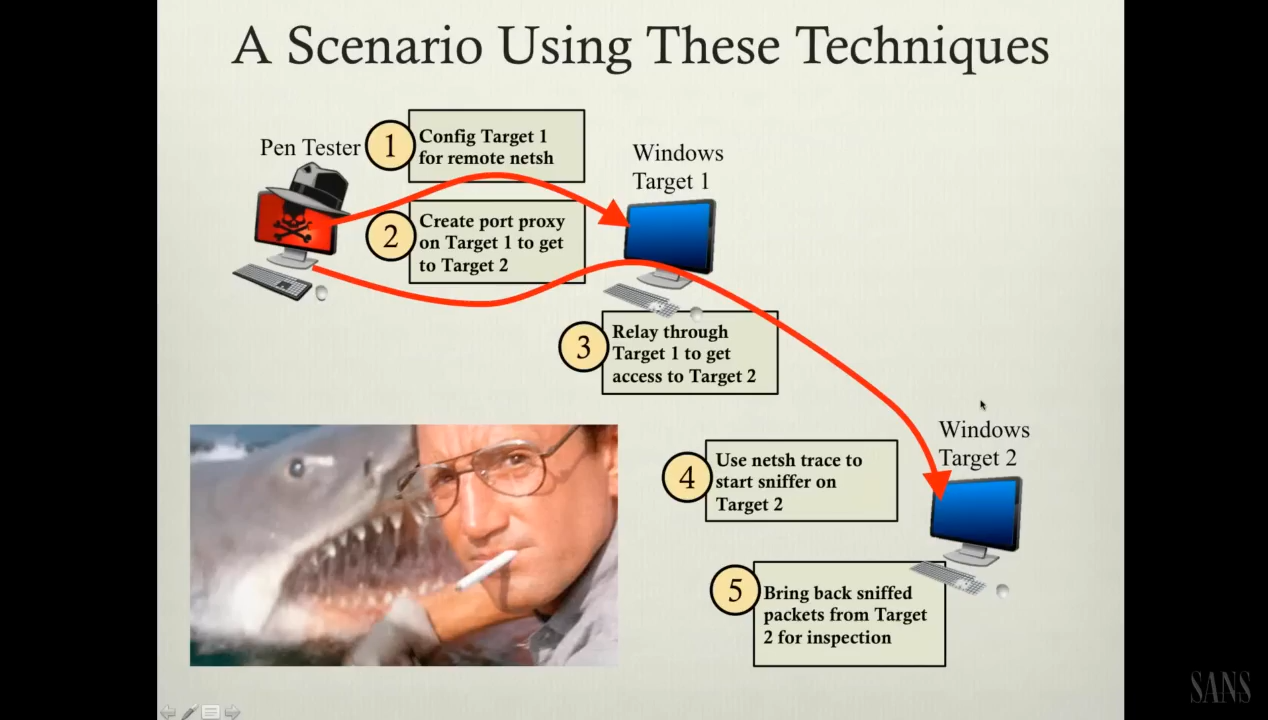 A Scenario Using These Techniques
Pen Tester
1
Config Target 1
for remote netsh
2
Create port proxy
on Target 1 to get
to Target 2
Windows
Target 1
3
Relay through
Target 1 to get
access to Target 2
Windows
Target 2
4
Use netsh trace to
start sniffer on
Target 2
5
Bring back sniffed
packets from Target
2 for inspection
SANS